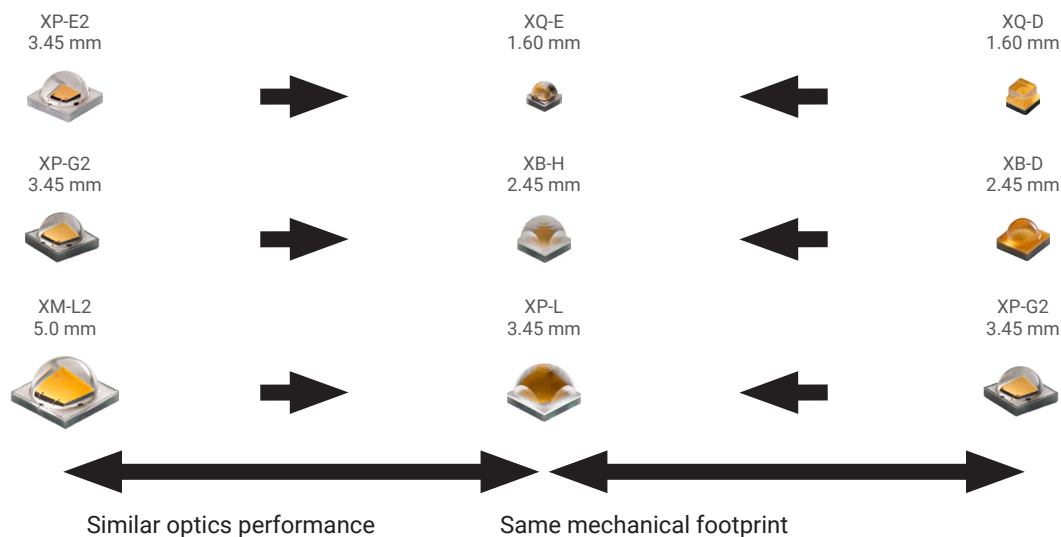 XP-E2
3.45 mm
XQ-E
1.60 mm
XQ-D
1.60 mm
XP-G2
3.45 mm
XB-H
2.45 mm
XB-D
2.45 mm
XM-L2
5.0 mm
XP-L
3.45 mm
XP-G2
3.45 mm
Similar optics performance
Same mechanical footprint